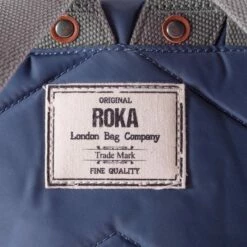 ORIGINAL
ROKA
London Bag Company
Trade Mark
FINE QUALITY